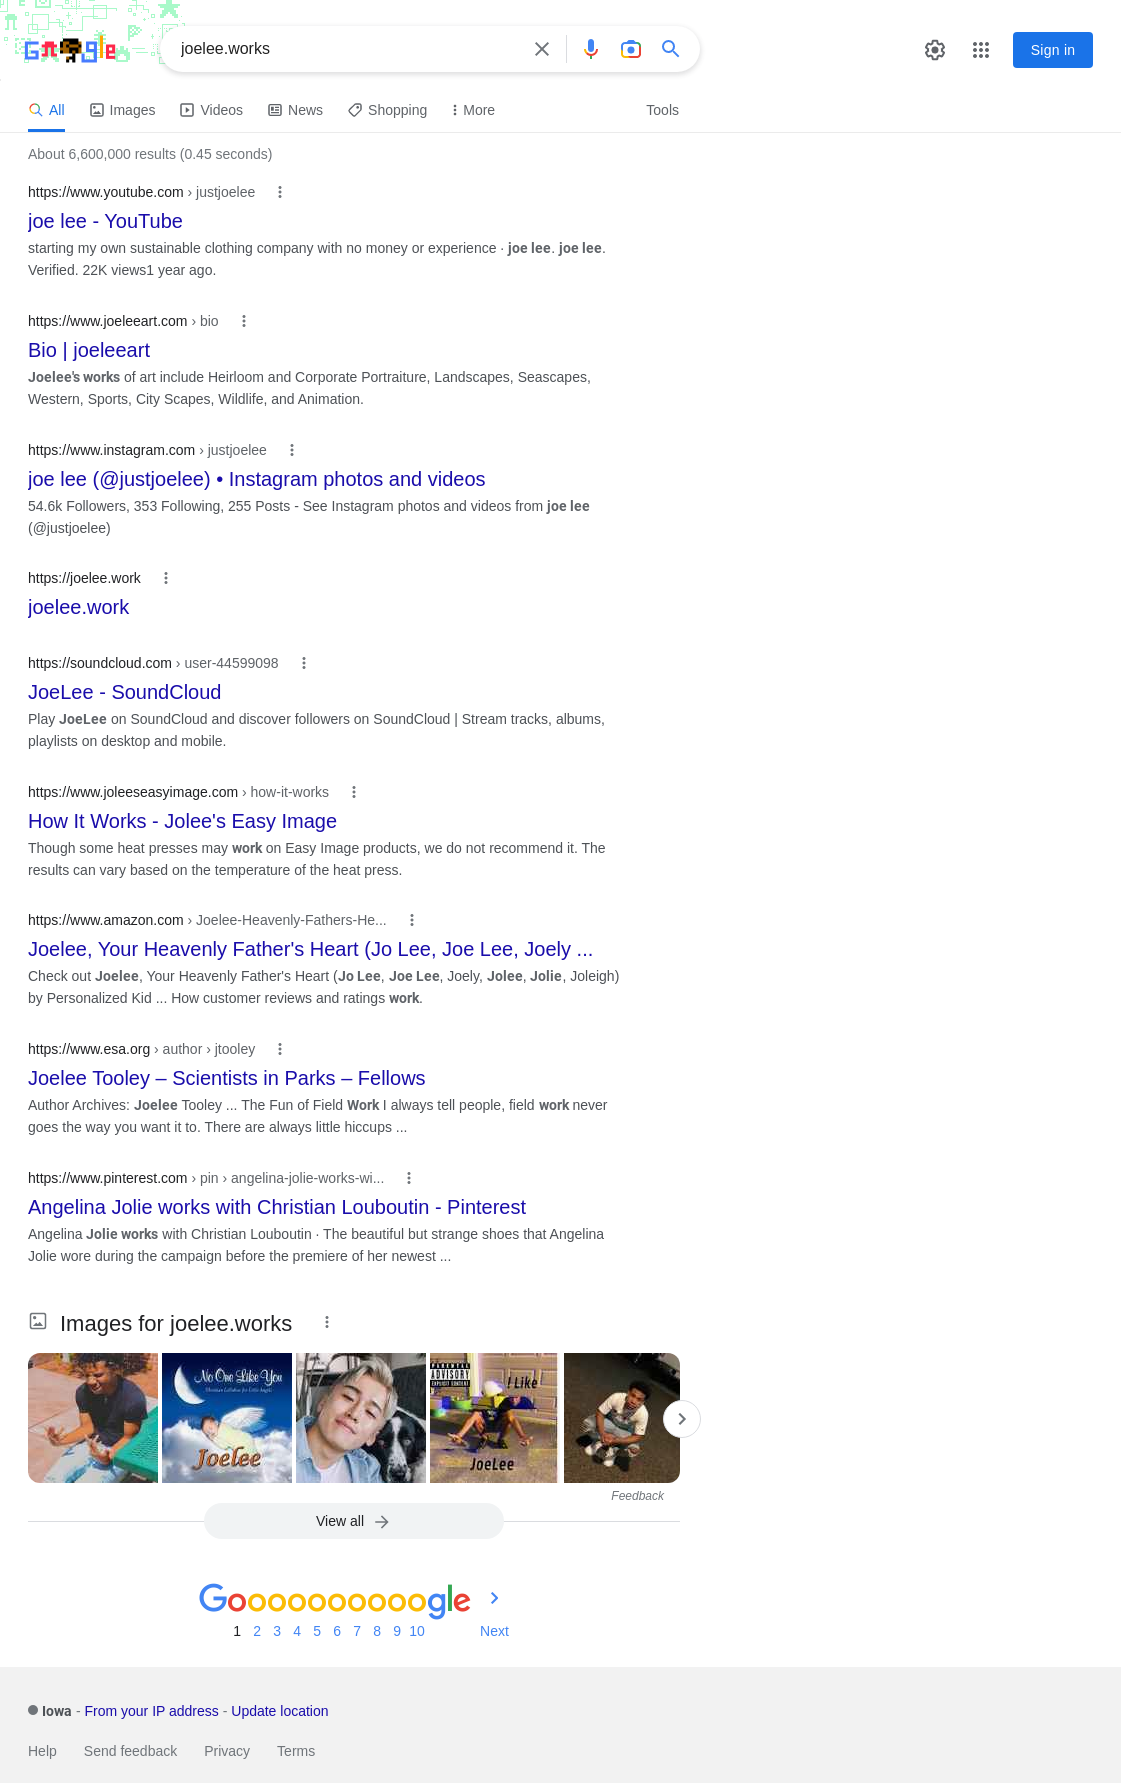 Google
joelee.works
Sign in
All
Images
Videos
News
Shopping
More
Tools
About 6,600,000 results (0.45 seconds)
https://www.youtube.com › justjoelee
joe lee - YouTube
starting my own sustainable clothing company with no money or experience · joe lee. joe lee.
Verified. 22K views1 year ago.
https://www.joeleeart.com › bio
Bio | joeleeart
Joelee's works of art include Heirloom and Corporate Portraiture, Landscapes, Seascapes,
Western, Sports, City Scapes, Wildlife, and Animation.
https://www.instagram.com › justjoelee
joe lee (@justjoelee) • Instagram photos and videos
54.6k Followers, 353 Following, 255 Posts - See Instagram photos and videos from joe lee
(@justjoelee)
https://joelee.work
joelee.work
https://soundcloud.com › user-44599098
JoeLee - SoundCloud
Play JoeLee on SoundCloud and discover followers on SoundCloud | Stream tracks, albums,
playlists on desktop and mobile.
https://www.joleeseasyimage.com › how-it-works
How It Works - Jolee's Easy Image
Though some heat presses may work on Easy Image products, we do not recommend it. The
results can vary based on the temperature of the heat press.
https://www.amazon.com › Joelee-Heavenly-Fathers-He...
Joelee, Your Heavenly Father's Heart (Jo Lee, Joe Lee, Joely ...
Check out Joelee, Your Heavenly Father's Heart (Jo Lee, Joe Lee, Joely, Jolee, Jolie, Joleigh)
by Personalized Kid ... How customer reviews and ratings work.
https://www.esa.org › author › jtooley
Joelee Tooley – Scientists in Parks – Fellows
Author Archives: Joelee Tooley ... The Fun of Field Work I always tell people, field work never
goes the way you want it to. There are always little hiccups ...
https://www.pinterest.com › pin › angelina-jolie-works-wi...
Angelina Jolie works with Christian Louboutin - Pinterest
Angelina Jolie works with Christian Louboutin · The beautiful but strange shoes that Angelina
Jolie wore during the campaign before the premiere of her newest ...
Images for joelee.works
No One Like You
Christian Lullabies for Little Angels
Joelee
PARENTAL
ADVISORY
EXPLICIT CONTENT
I Like
JoeLee
Feedback
View all
Goooooooooogle
1 2 3 4 5 6 7 8 9 10 Next
Iowa - From your IP address - Update location
Help
Send feedback
Privacy
Terms